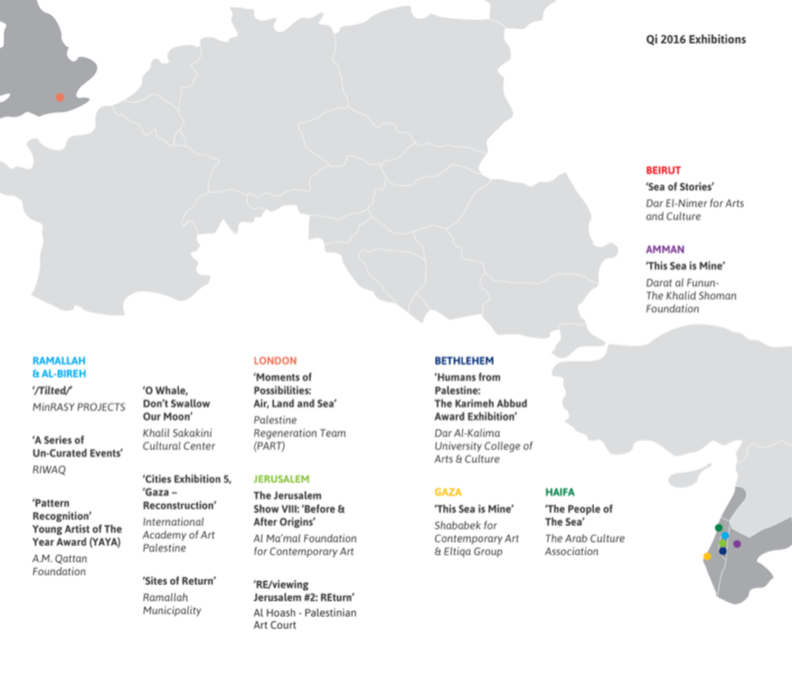 Qi 2016 Exhibitions
BEIRUT
'Sea of Stories'
Dar El-Nimer for Arts
and Culture
AMMAN
'This Sea is Mine'
Darat al Funun-
The Khalid Shoman
Foundation
RAMALLAH
& AL-BIREH
'/Tilted/'
MinRASY PROJECTS
'A Series of
Un-Curated Events'
RIWAQ
'Pattern
Recognition'
Young Artist of The
Year Award (YAYA)
A.M. Qattan
Foundation
'O Whale,
Don't Swallow
Our Moon'
Khalil Sakakini
Cultural Center
'Cities Exhibition 5,
'Gaza –
Reconstruction'
International
Academy of Art
Palestine
'Sites of Return'
Ramallah
Municipality
LONDON
'Moments of
Possibilities:
Air, Land and Sea'
Palestine
Regeneration Team
(PART)
JERUSALEM
The Jerusalem
Show VIII: 'Before &
After Origins'
Al Ma'mal Foundation
for Contemporary Art
'RE/viewing
Jerusalem #2: REturn'
Al Hoash - Palestinian
Art Court
BETHLEHEM
'Humans from
Palestine:
The Karimeh Abbud
Award Exhibition'
Dar Al-Kalima
University College of
Arts & Culture
GAZA
'This Sea is Mine'
Shababek for
Contemporary Art
& Eltiqa Group
HAIFA
'The People of
The Sea'
The Arab Culture
Association